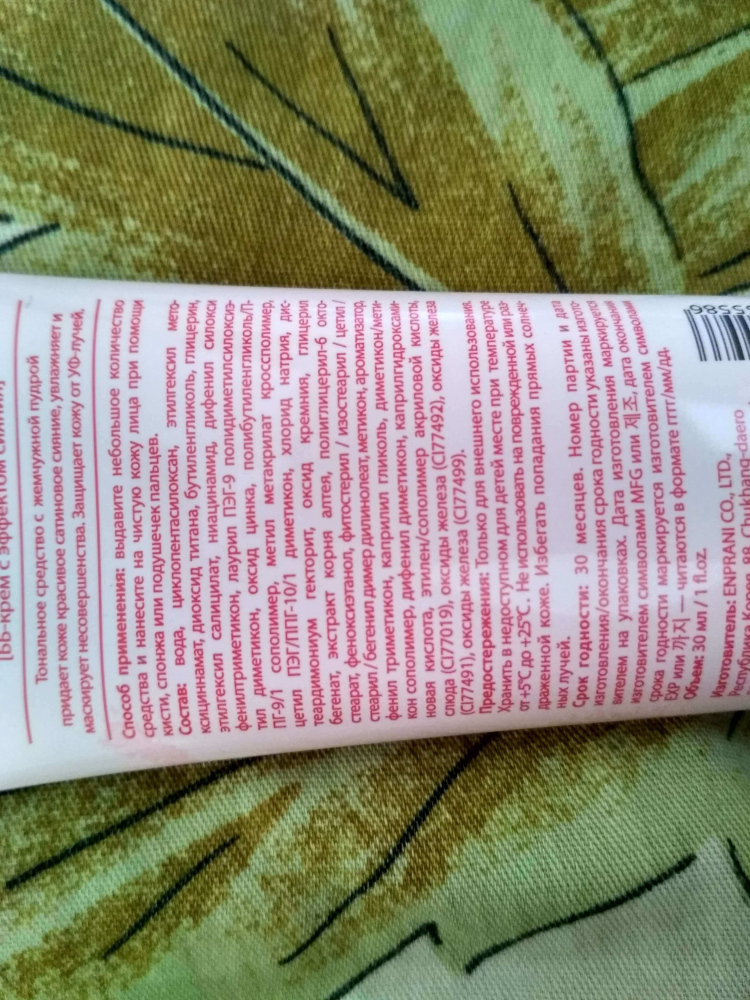 (ББ-крем с эффектом сияния)
Тональное средство с жемчужной пудрой
придает коже красивое сатиновое сияние, увлажняет и
маскирует несовершенства. Защищает кожу от УФ-лучей.
Способ применения: выдавите небольшое количество
средства и нанесите на чистую кожу лица при помощи
кисти, спонжа или подушечек пальцев.
Состав: вода, циклопентасилоксан, этилгексил мето-
ксициннамат, диоксид титана, бутиленгликоль, глицерин,
этилгексил салицилат, ниацинамид, дифенил силокси
фенилтриметикон, лаурил ПЭГ-9 полидиметилсилоксиэ-
тил диметикон, оксид цинка, полибутиленгликоль/П-
ПГ-9/1 сополимер, метил метакрилат кроссполимер,
цетил ПЭГ/ППГ-10/1 диметикон, хлорид натрия, дис-
теардимониум гекторит, оксид кремния, глицерил
бегенат, экстракт корня алтея, полиглицерил-6 окто-
стеарат, феноксиэтанол, фитостерил / изостеарил / цетил /
стеарил / бегенил димер дилинолеат, метикон, ароматизатор,
фенил триметикон, каприлил гликоль, диметикон/мети-
кон сополимер, дифенил диметикон, каприлгидроксами-
новая кислота, этилен/сополимер акриловой кислоты,
слюда (CI77019), оксиды железа (CI77492), оксиды железа
(CI77491), оксиды железа (CI77499).
Предостережения: Только для внешнего использования.
Хранить в недоступном для детей месте при температуре
от +5°С до +25°С. Не использовать на поврежденной или раз-
драженной коже. Избегать попадания прямых солнеч-
ных лучей.
Срок годности: 30 месяцев. Номер партии и дата
изготовления/окончания срока годности указаны изгото-
вителем на упаковках. Дата изготовления маркируется
изготовителем символами MFG или 제조, дата окончания
срока годности маркируется изготовителем символами
EXP или 까지 — читаются в формате гггг/мм/дд.
Объем: 30 мл / 1 fl.oz
Изготовитель: ENPRANI CO., LTD.,